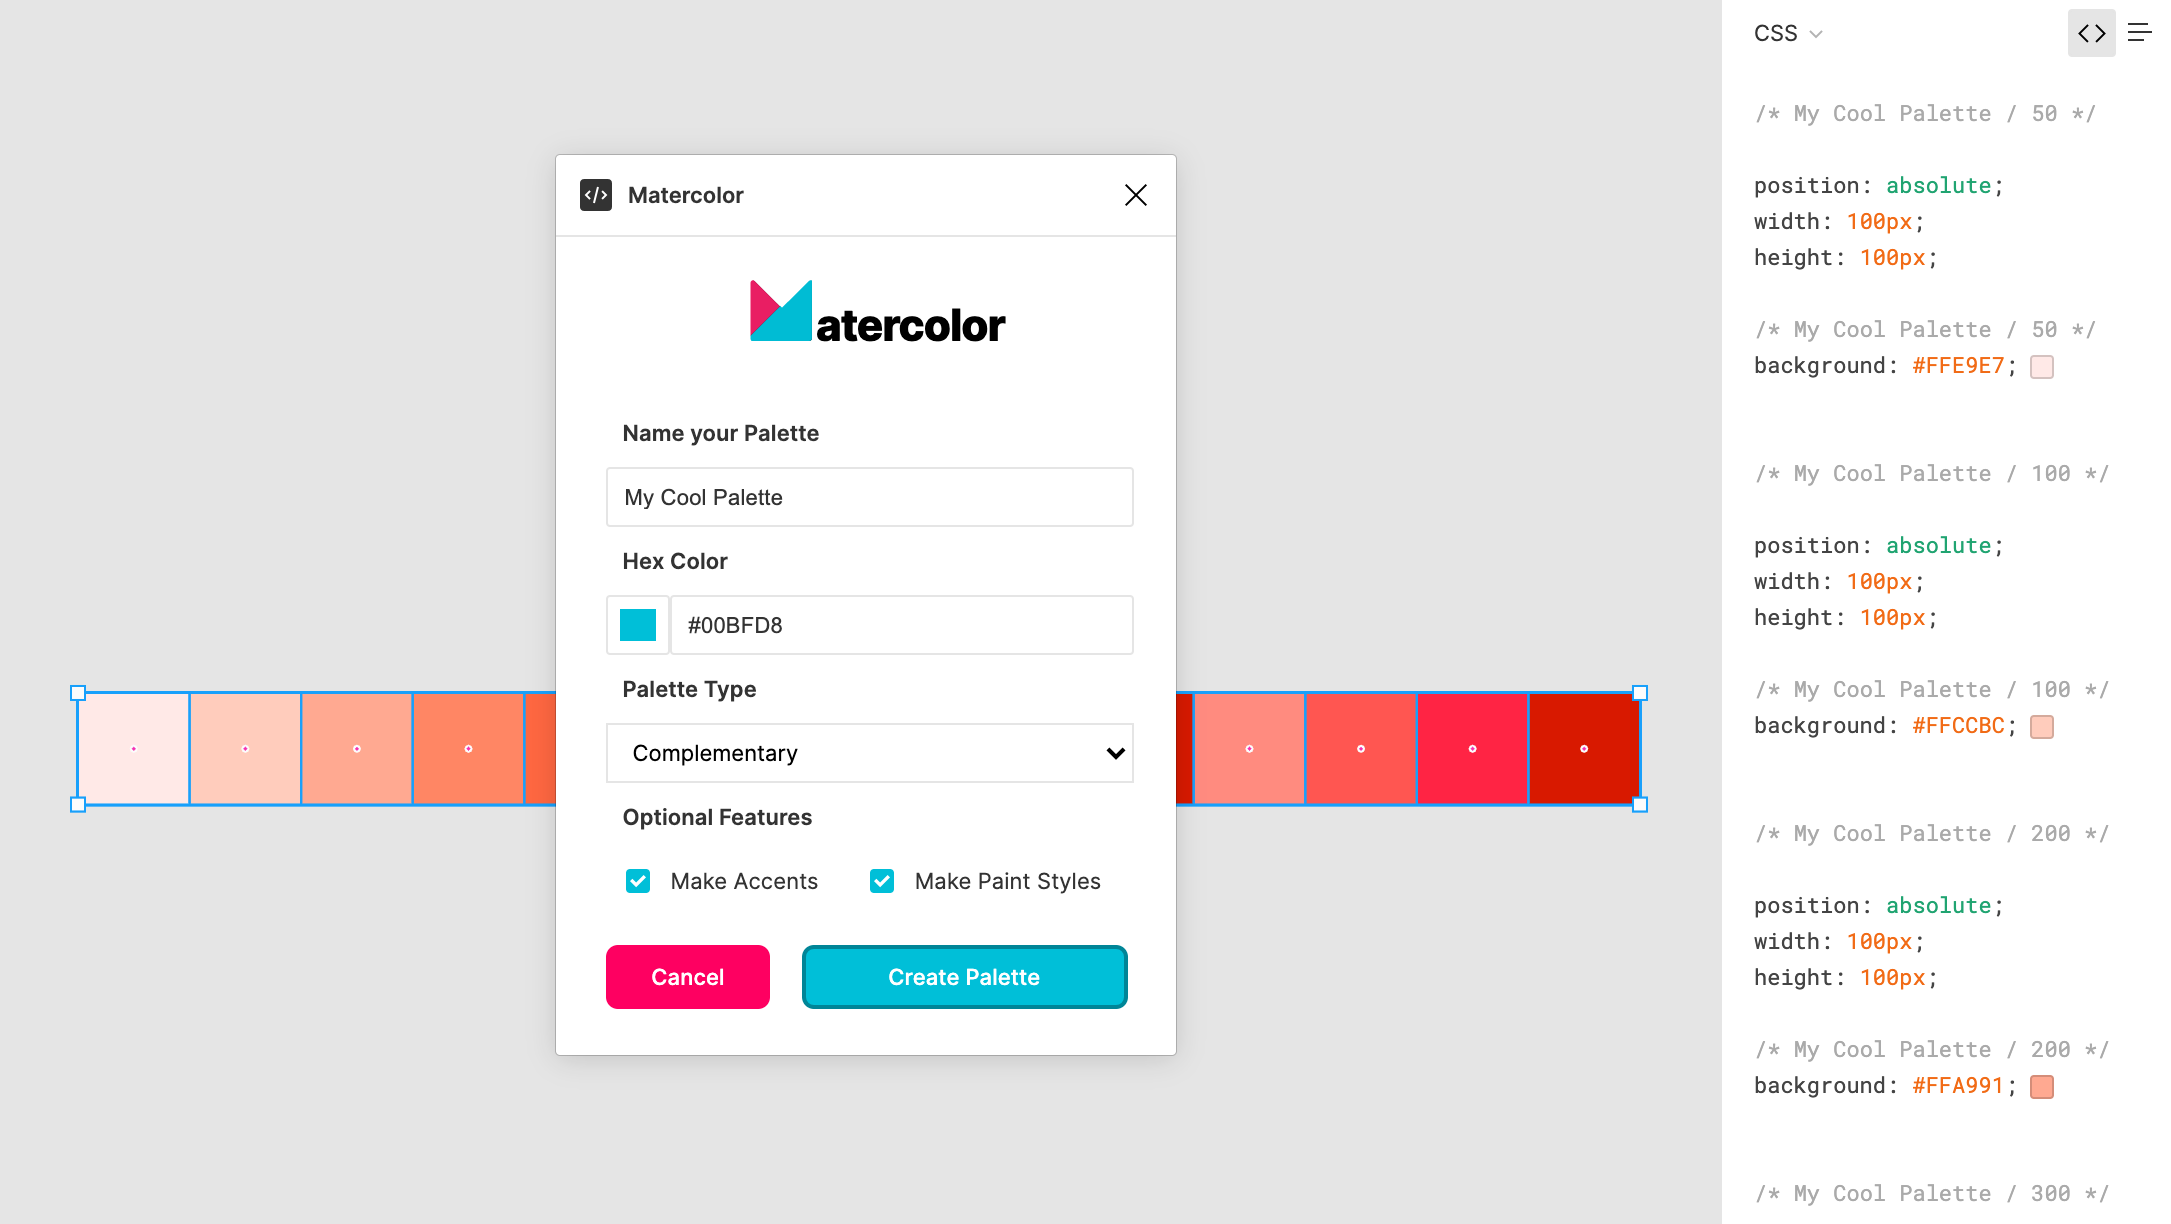 Matercolor
atercolor
Name your Palette
My Cool Palette
Hex Color
#00BFD8
Palette Type
Complementary
Optional Features
Make Accents
Make Paint Styles
Cancel
Create Palette
CSS
/* My Cool Palette / 50 */
position: absolute;
width: 100px;
height: 100px;
/* My Cool Palette / 50 */
background: #FFE9E7;
/* My Cool Palette / 100 */
position: absolute;
width: 100px;
height: 100px;
/* My Cool Palette / 100 */
background: #FFCCBC;
/* My Cool Palette / 200 */
position: absolute;
width: 100px;
height: 100px;
/* My Cool Palette / 200 */
background: #FFA991;
/* My Cool Palette / 300 */